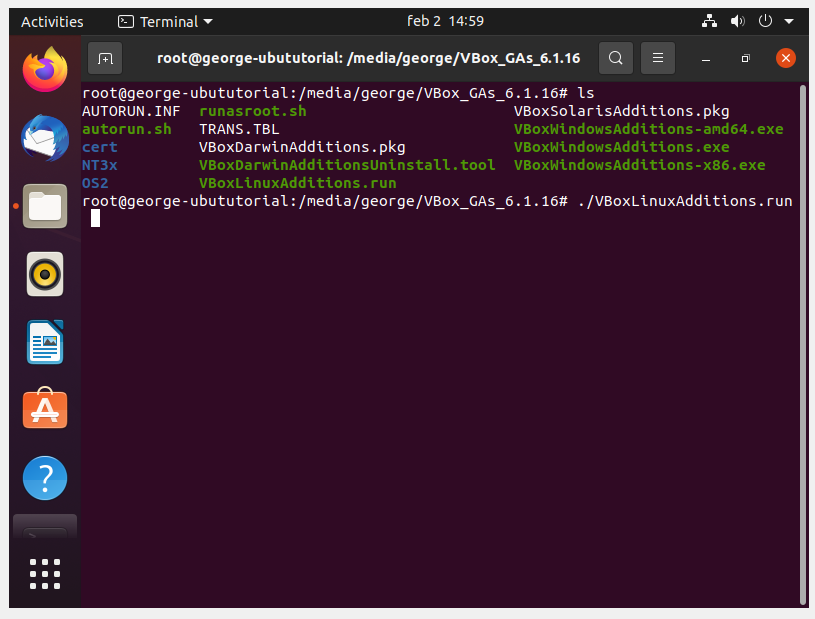 Activities Terminal feb 2 14:59
root@george-ubututorial: /media/george/VBox_GAs_6.1.16
root@george-ubututorial:/media/george/VBox_GAs_6.1.16# ls
AUTORUN.INF runasroot.sh VBoxSolarisAdditions.pkg
autorun.sh TRANS.TBL VBoxWindowsAdditions-amd64.exe
cert VBoxDarwinAdditions.pkg VBoxWindowsAdditions.exe
NT3x VBoxDarwinAdditionsUninstall.tool VBoxWindowsAdditions-x86.exe
OS2 VBoxLinuxAdditions.run
root@george-ubututorial:/media/george/VBox_GAs_6.1.16# ./VBoxLinuxAdditions.run